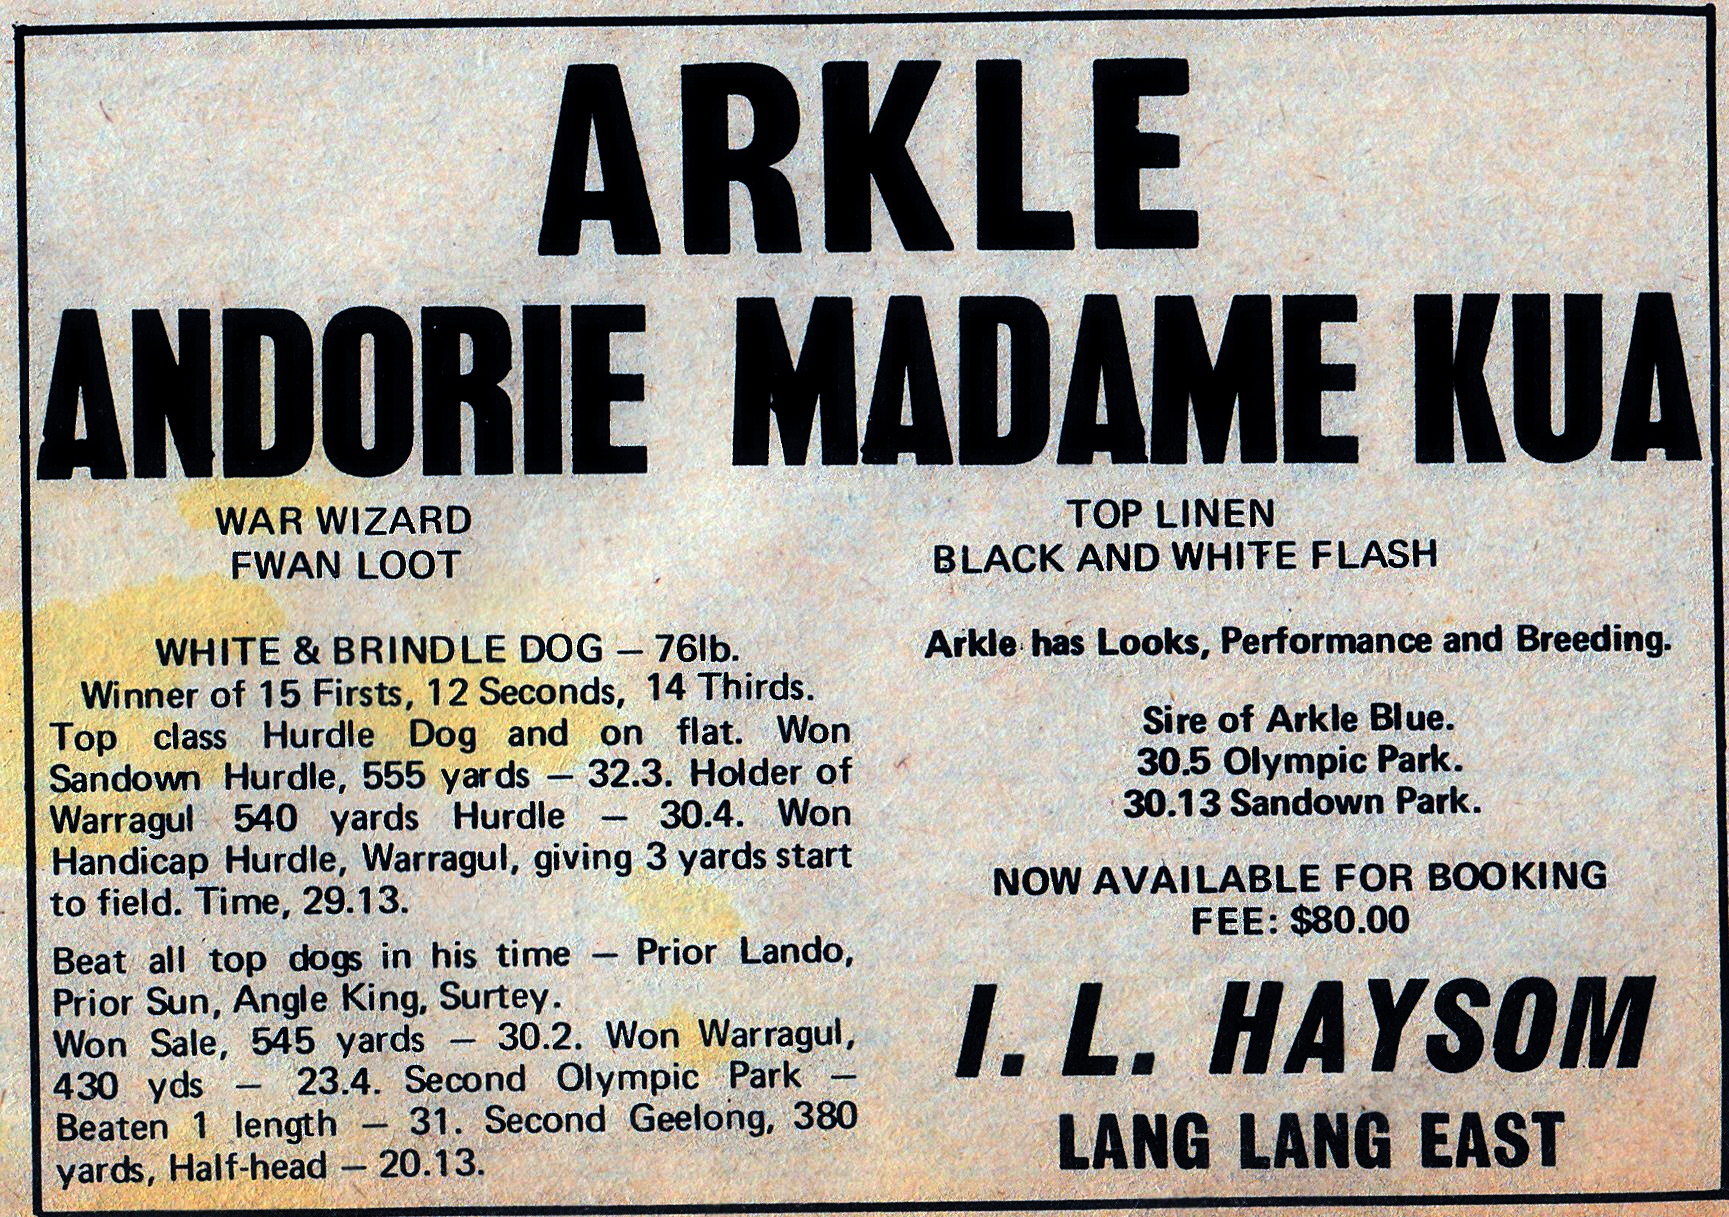 ARKLE
ANDORIE MADAME KUA
WAR WIZARD
FWAN LOOT
TOP LINEN
BLACK AND WHITE FLASH
WHITE & BRINDLE DOG — 76lb.
Winner of 15 Firsts, 12 Seconds, 14 Thirds.
Top class Hurdle Dog and on flat. Won
Sandown Hurdle, 555 yards — 32.3. Holder of
Warragul 540 yards Hurdle — 30.4. Won
Handicap Hurdle, Warragul, giving 3 yards start
to field. Time, 29.13.
Beat all top dogs in his time — Prior Lando,
Prior Sun, Angle King, Surtey.
Won Sale, 545 yards — 30.2. Won Warragul,
430 yds — 23.4. Second Olympic Park —
Beaten 1 length — 31. Second Geelong, 380
yards, Half-head — 20.13.
Arkle has Looks, Performance and Breeding.
Sire of Arkle Blue.
30.5 Olympic Park.
30.13 Sandown Park.
NOW AVAILABLE FOR BOOKING
FEE: $80.00
I. L. HAYSOM
LANG LANG EAST